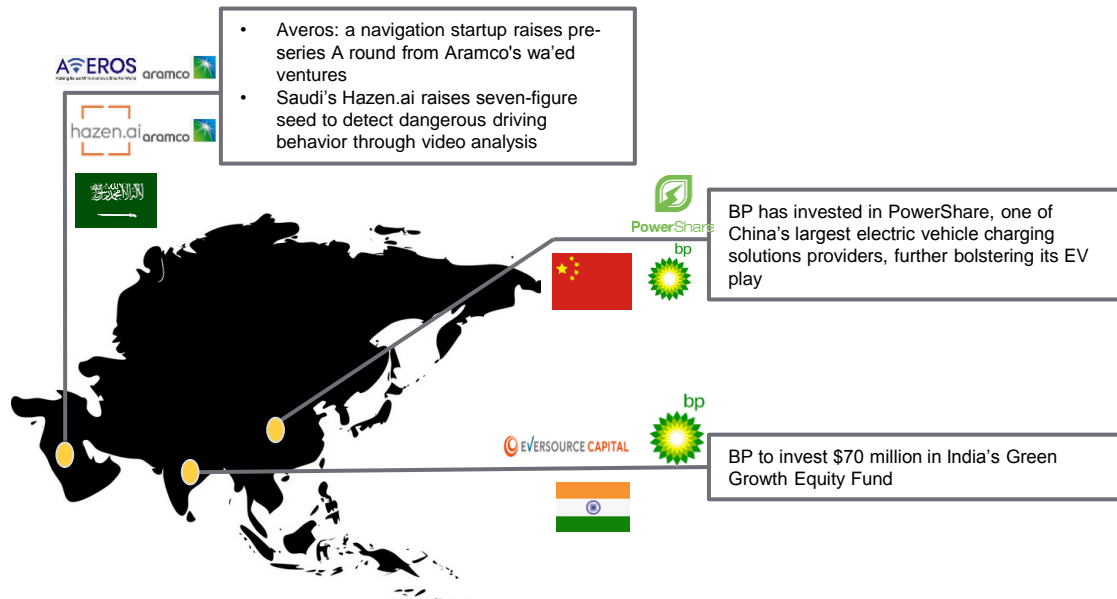 • Averos: a navigation startup raises pre-
series A round from Aramco's wa’ed
ventures
• Saudi’s Hazen.ai raises seven-figure
seed to detect dangerous driving
behavior through video analysis
AVEROS
aramco
hazen.ai
aramco
PowerShare
bp
BP has invested in PowerShare, one of
China’s largest electric vehicle charging
solutions providers, further bolstering its EV
play
EVERSOURCE CAPITAL
bp
BP to invest $70 million in India’s Green
Growth Equity Fund